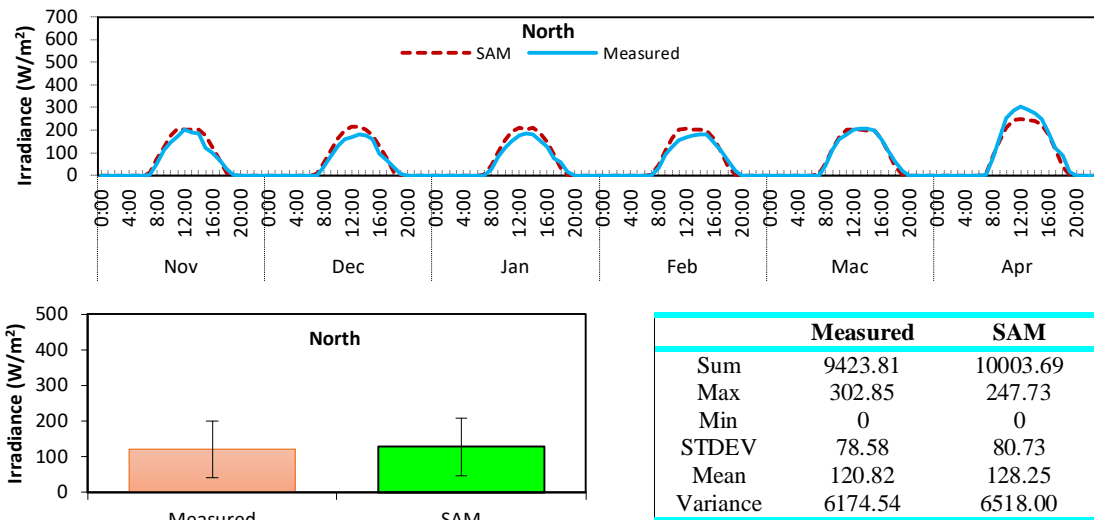 North
SAM Measured
Irradiance (W/m²)
700
600
500
400
300
200
100
0
0:00 4:00 8:00 12:00 16:00 20:00 0:00 4:00 8:00 12:00 16:00 20:00 0:00 4:00 8:00 12:00 16:00 20:00 0:00 4:00 8:00 12:00 16:00 20:00 0:00 4:00 8:00 12:00 16:00 20:00 0:00 4:00 8:00 12:00 16:00 20:00
Nov Dec Jan Feb Mac Apr
North
Irradiance (W/m²)
500
400
300
200
100
0
Measured SAM
Measured SAM
Sum 9423.81 10003.69
Max 302.85 247.73
Min 0 0
STDEV 78.58 80.73
Mean 120.82 128.25
Variance 6174.54 6518.00